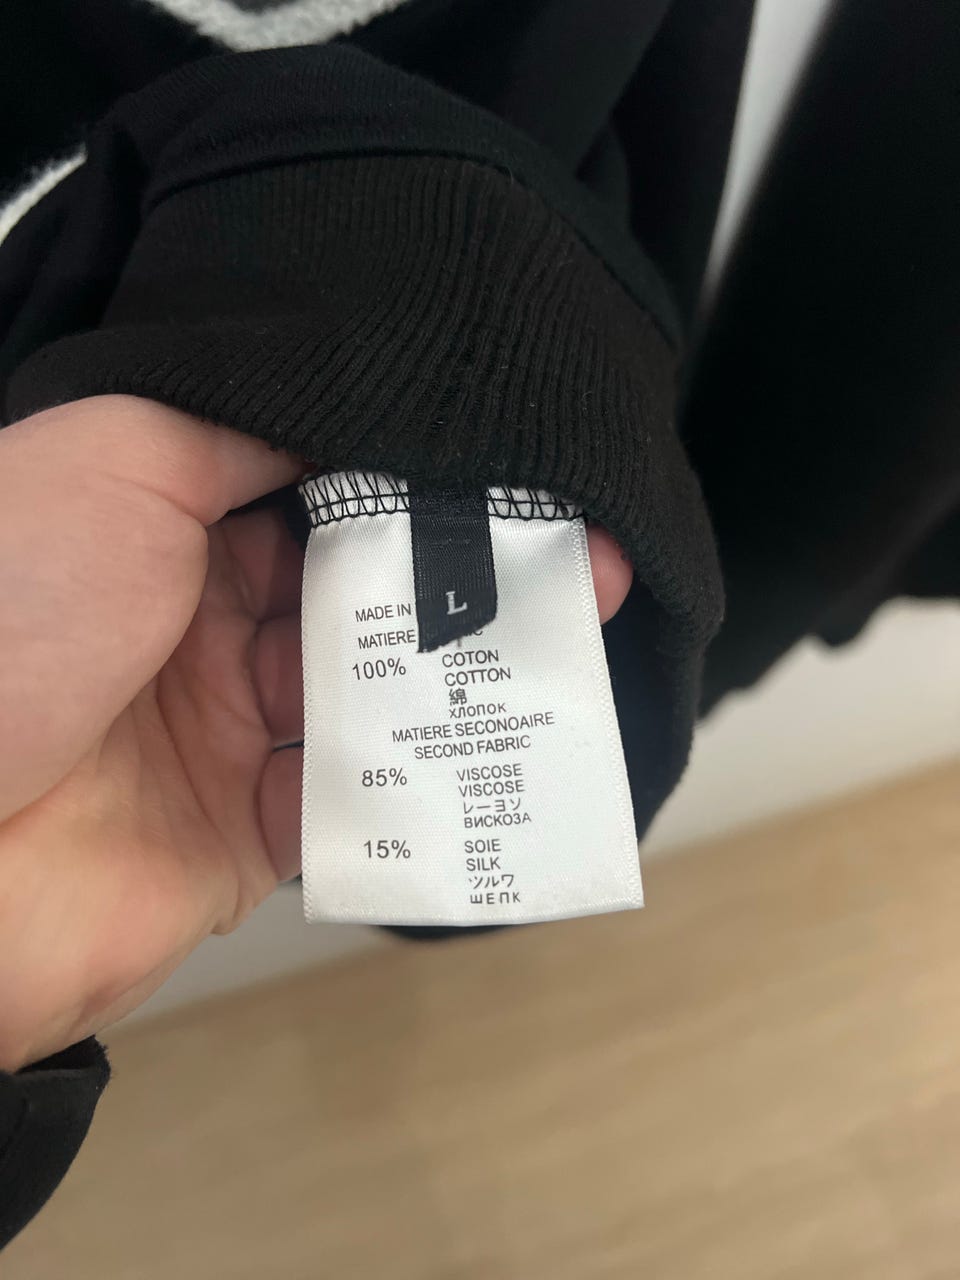 L
MADE IN
MATIERE
100% COTON
COTTON
綿
хлопок
MATIERE SECONOAIRE
SECOND FABRIC
85% VISCOSE
VISCOSE
レーヨソ
ВИСКОЗА
15% SOIE
SILK
ツルワ
ШЕПК